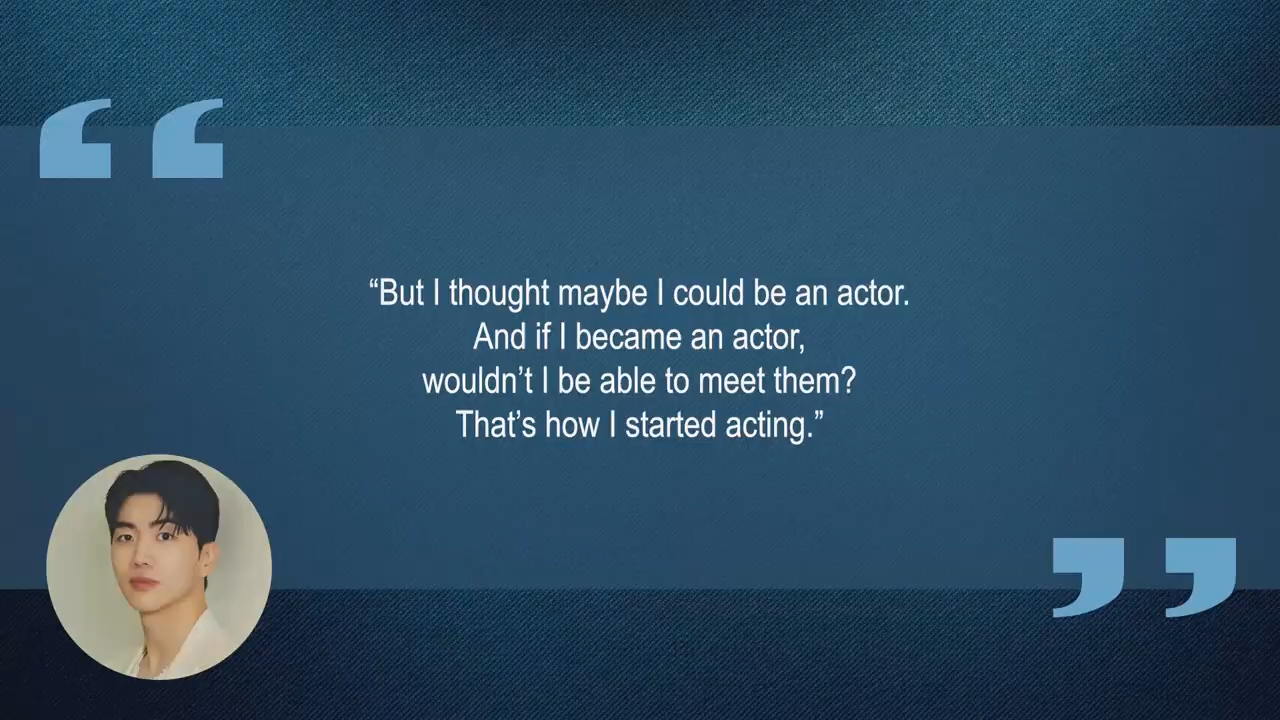 “But I thought maybe I could be an actor.
And if I became an actor,
wouldn’t I be able to meet them?
That’s how I started acting.”